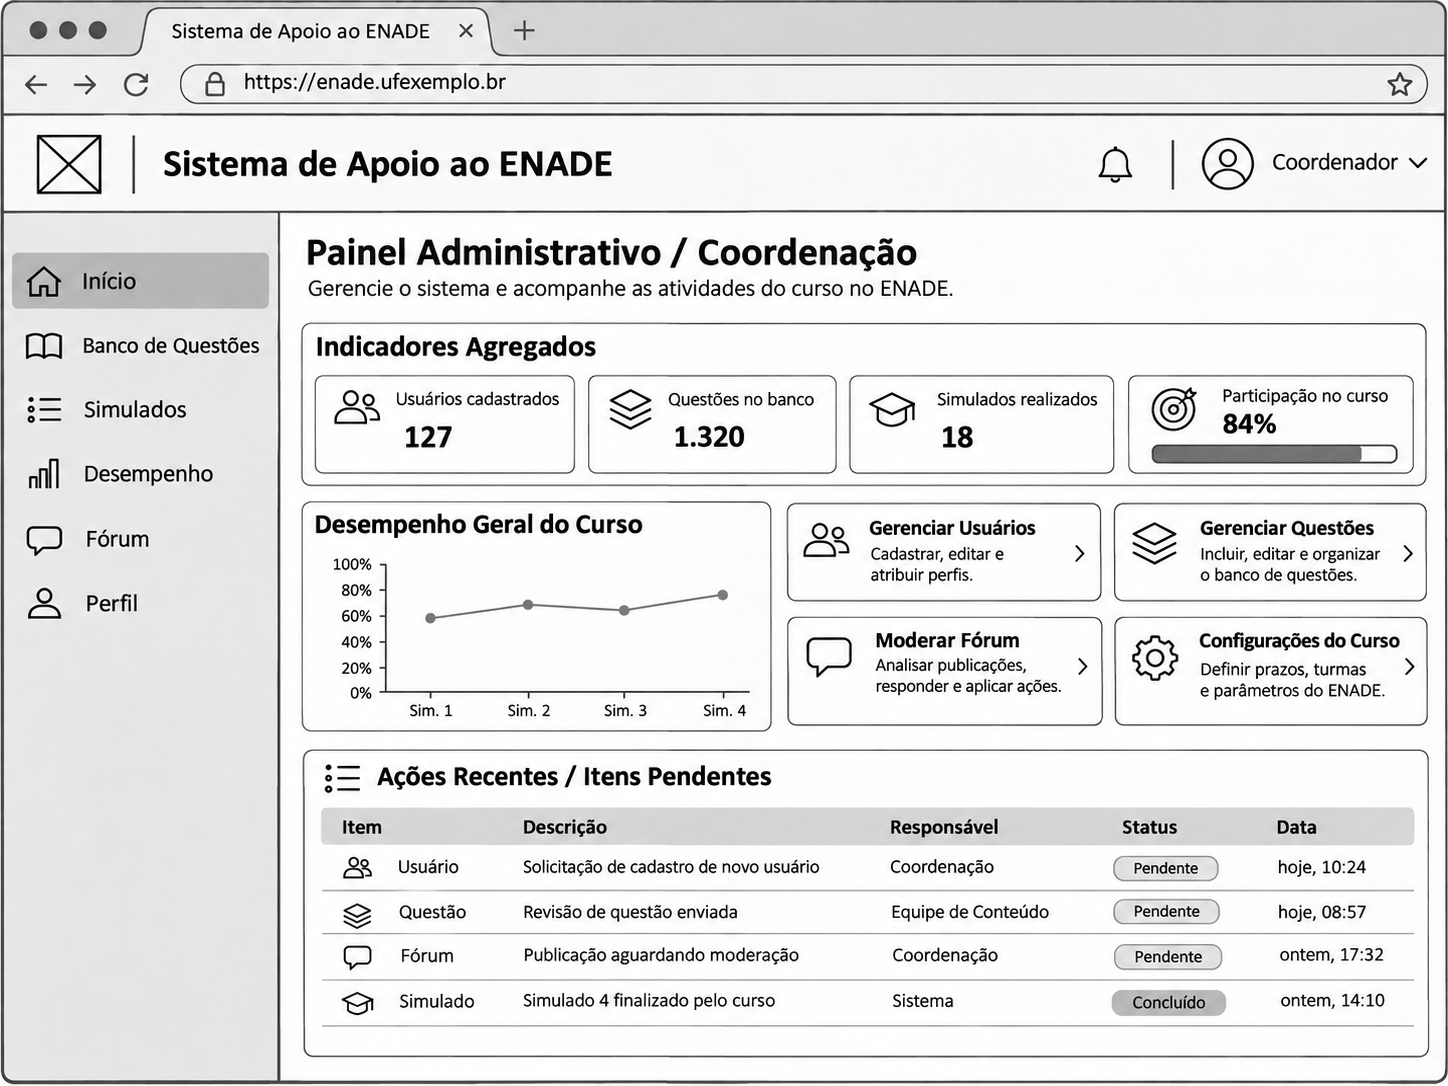 Sistema de Apoio ao ENADE
https://enade.ufexemplo.br
Sistema de Apoio ao ENADE
Coordenador
Início
Banco de Questões
Simulados
Desempenho
Fórum
Perfil
Painel Administrativo / Coordenação
Gerencie o sistema e acompanhe as atividades do curso no ENADE.
Indicadores Agregados
Usuários cadastrados
127
Questões no banco
1.320
Simulados realizados
18
Participação no curso
84%
Desempenho Geral do Curso
100%
80%
60%
40%
20%
0%
Sim. 1
Sim. 2
Sim. 3
Sim. 4
Gerenciar Usuários
Cadastrar, editar e
atribuir perfis.
Gerenciar Questões
Incluir, editar e organizar
o banco de questões.
Moderar Fórum
Analisar publicações,
responder e aplicar ações.
Configurações do Curso
Definir prazos, turmas
e parâmetros do ENADE.
Ações Recentes / Itens Pendentes
Item Descrição Responsável Status Data
Usuário Solicitação de cadastro de novo usuário Coordenação Pendente hoje, 10:24
Questão Revisão de questão enviada Equipe de Conteúdo Pendente hoje, 08:57
Fórum Publicação aguardando moderação Coordenação Pendente ontem, 17:32
Simulado Simulado 4 finalizado pelo curso Sistema Concluído ontem, 14:10